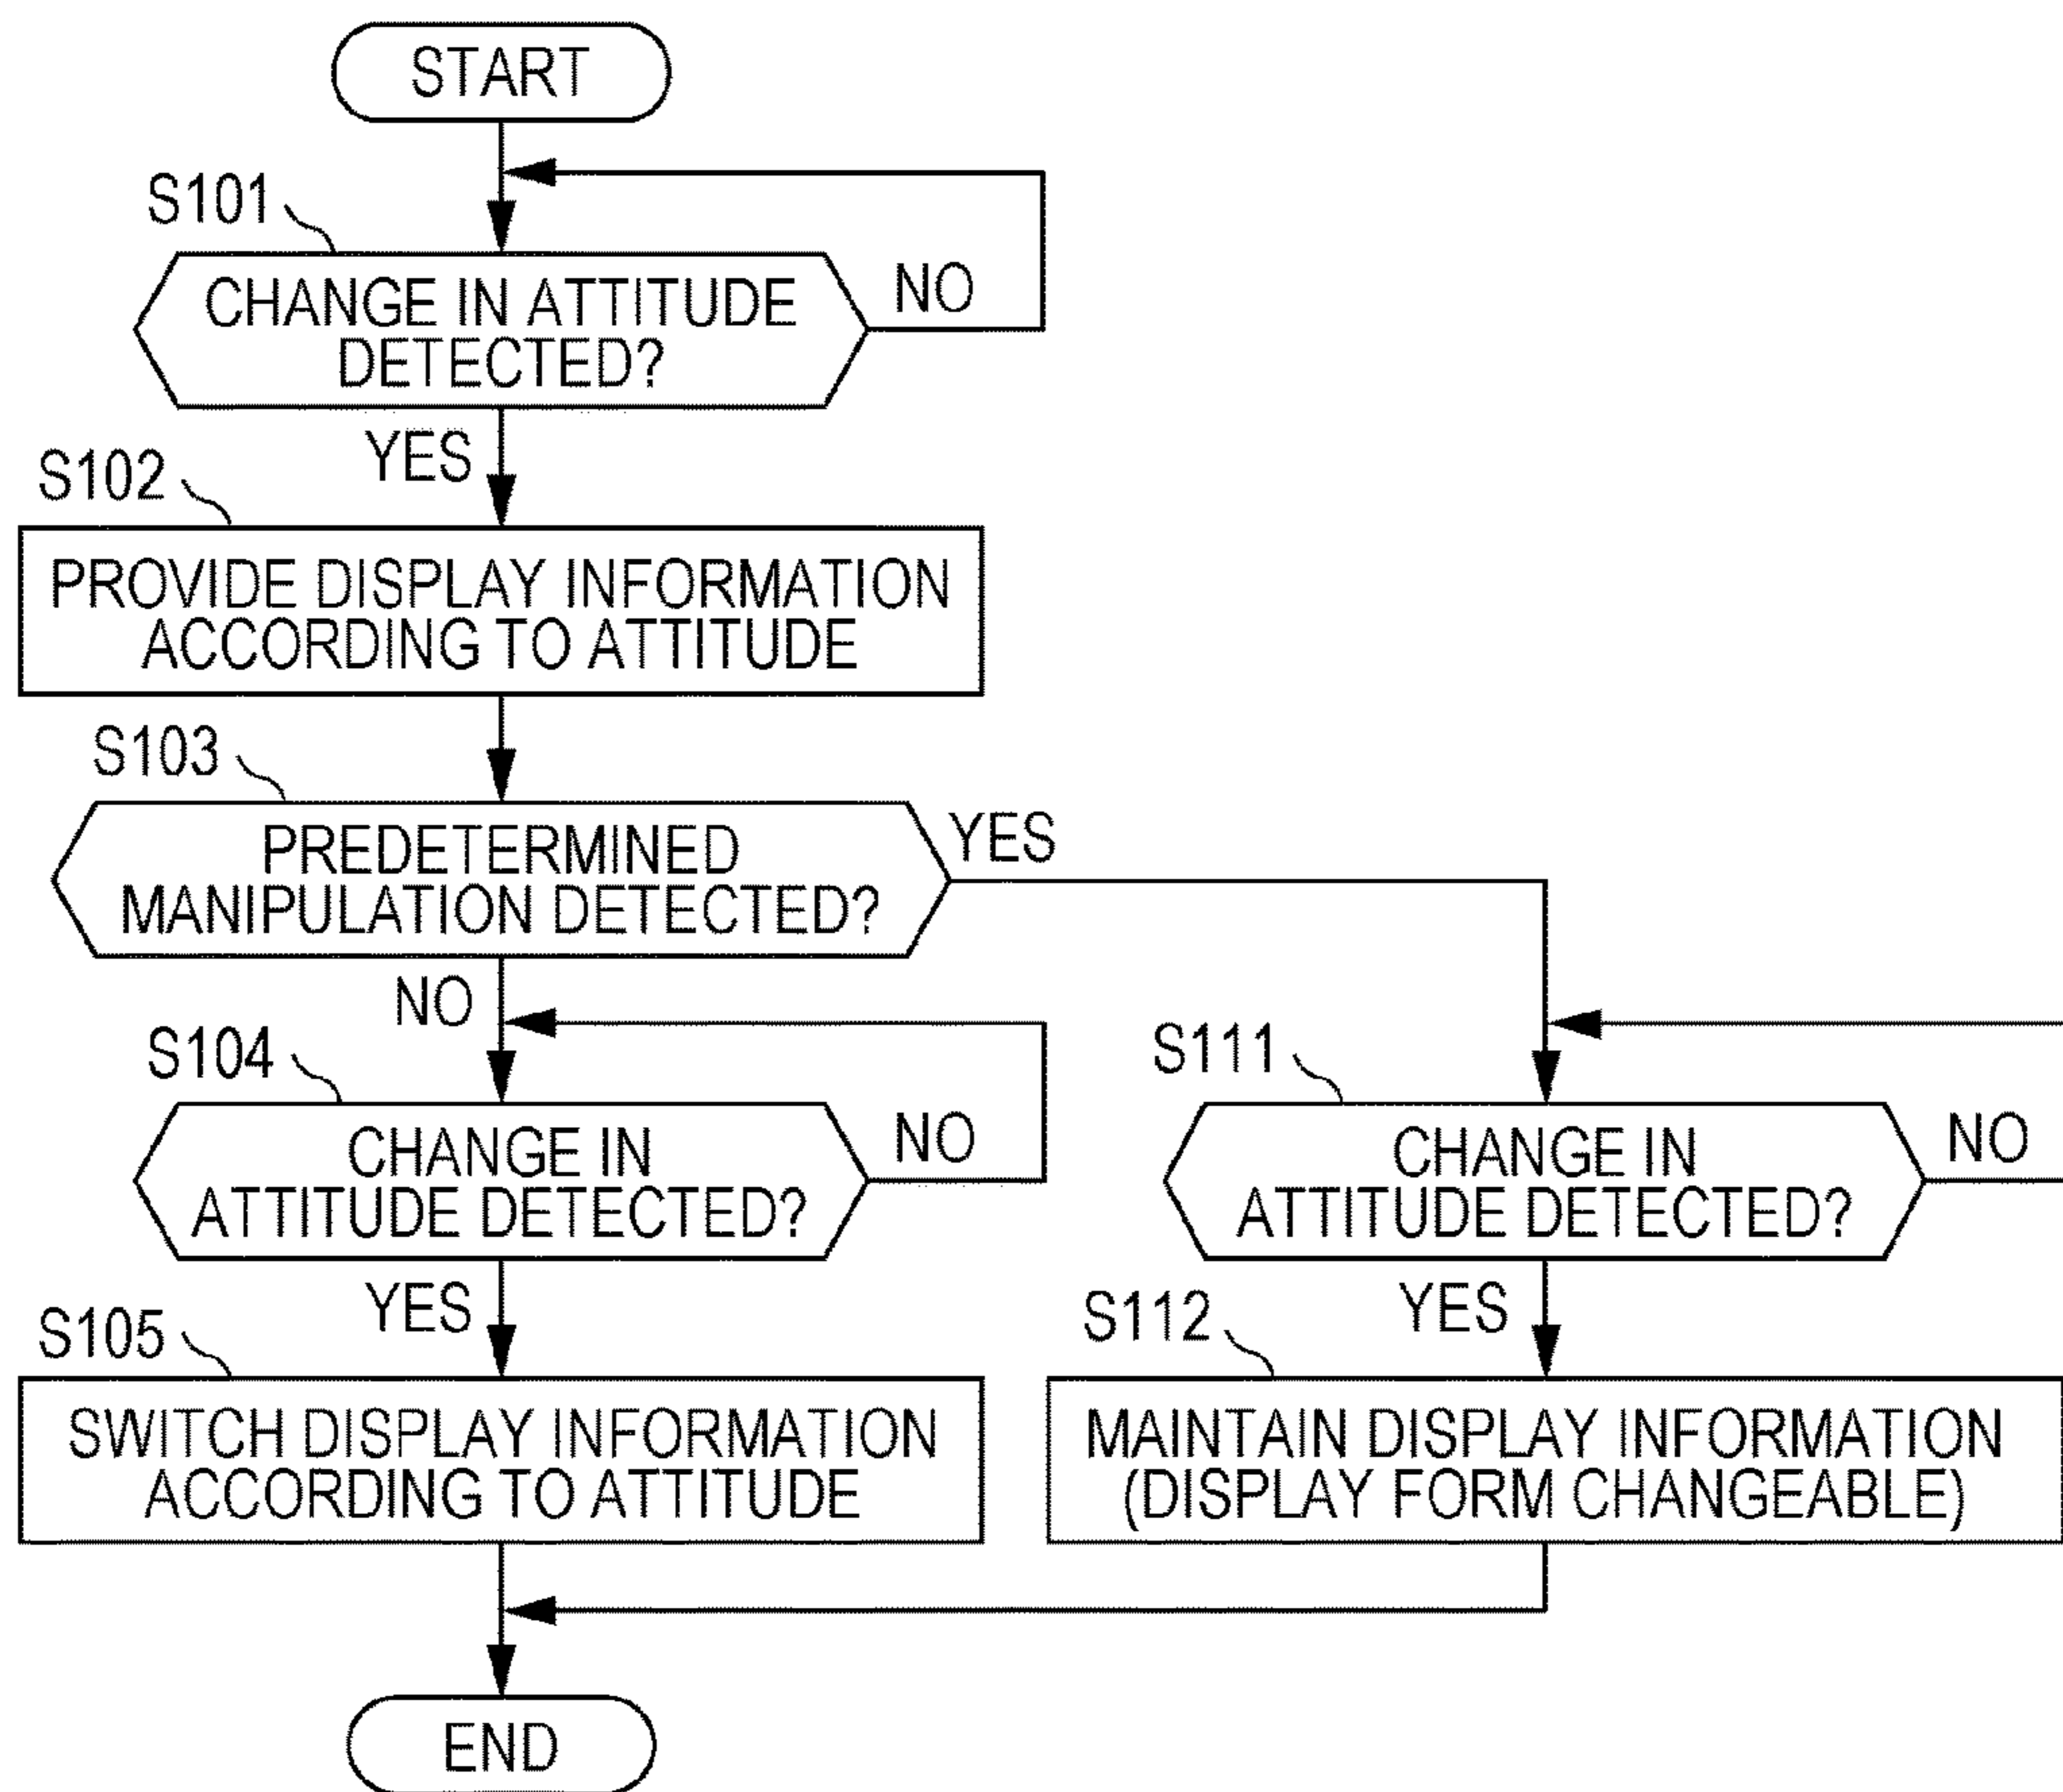 START
S101
CHANGE IN ATTITUDE
DETECTED?
NO
YES
S102
PROVIDE DISPLAY INFORMATION
ACCORDING TO ATTITUDE
S103
PREDETERMINED
MANIPULATION DETECTED?
YES
NO
S104
CHANGE IN
ATTITUDE DETECTED?
NO
YES
S105
SWITCH DISPLAY INFORMATION
ACCORDING TO ATTITUDE
S111
CHANGE IN
ATTITUDE DETECTED?
NO
YES
S112
MAINTAIN DISPLAY INFORMATION
(DISPLAY FORM CHANGEABLE)
END